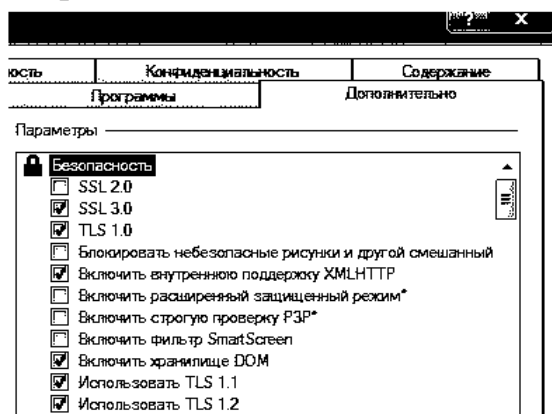 ность Конфиденциальность Содержание
Программы Дополнительно
Параметры
Безопасность
SSL 2.0
SSL 3.0
TLS 1.0
Блокировать небезопасные рисунки и другой смешанный
Включить внутреннюю поддержку XMLHTTP
Включить расширенный защищенный режим*
Включить строгую проверку P3P*
Включить фильтр SmartScreen
Включить хранилище DOM
Использовать TLS 1.1
Использовать TLS 1.2